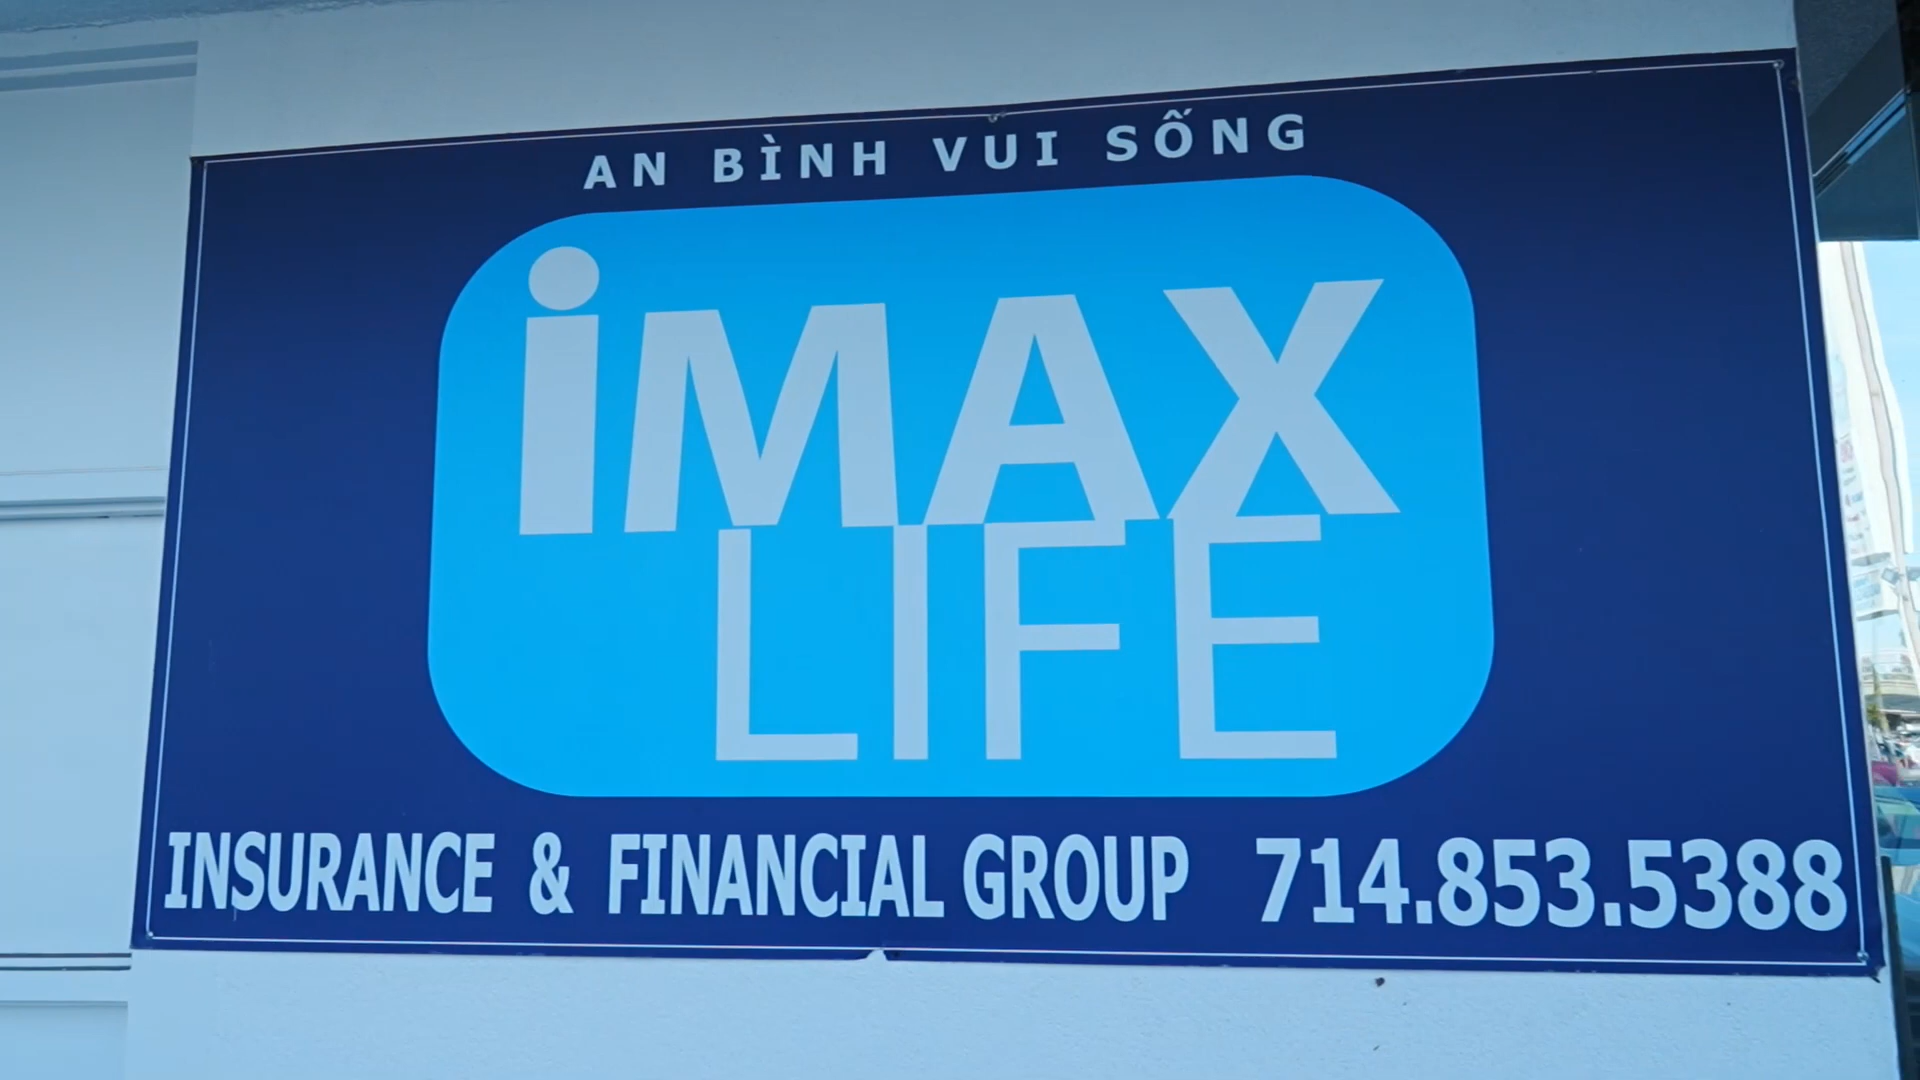 AN BÌNH VUI SỐNG
iMAX
LIFE
INSURANCE & FINANCIAL GROUP 714.853.5388